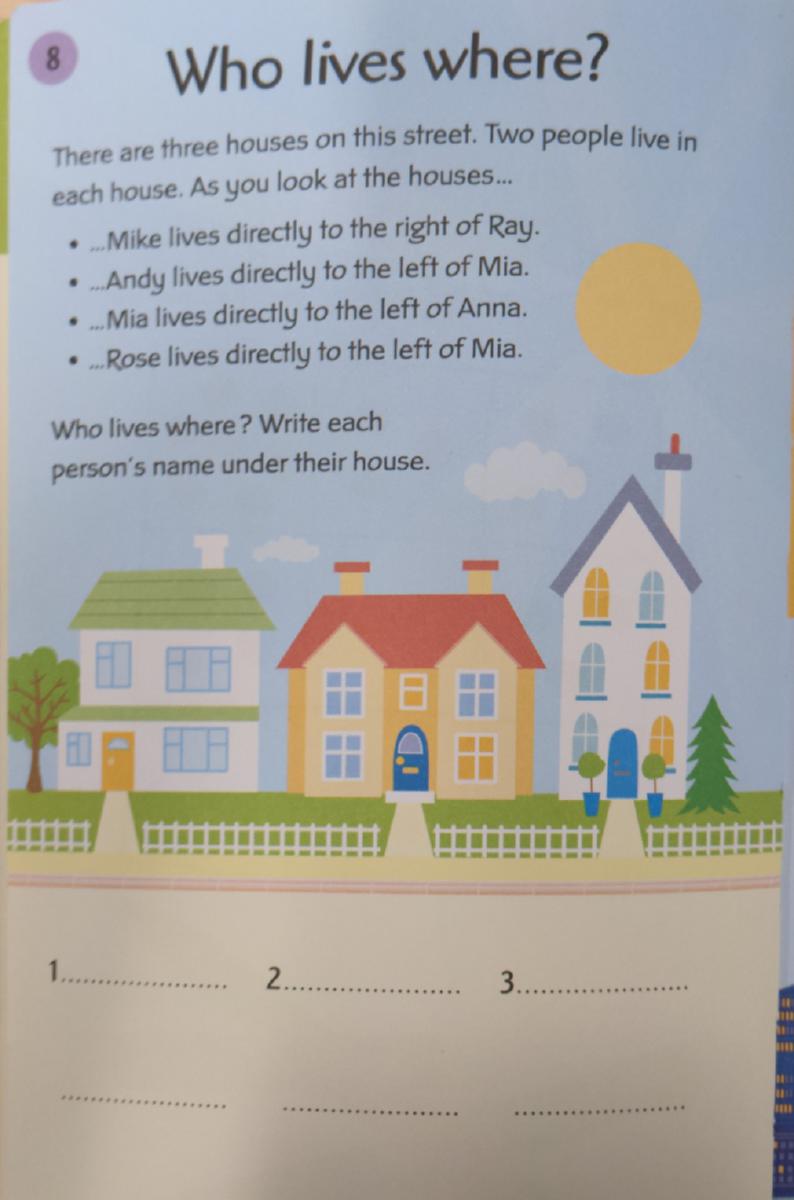 8
Who lives where?
There are three houses on this street. Two people live in
each house. As you look at the houses...
• ...Mike lives directly to the right of Ray.
• ...Andy lives directly to the left of Mia.
• ...Mia lives directly to the left of Anna.
• ...Rose lives directly to the left of Mia.
Who lives where? Write each
person's name under their house.
1........................ 2........................ 3........................
........................ ........................ ........................